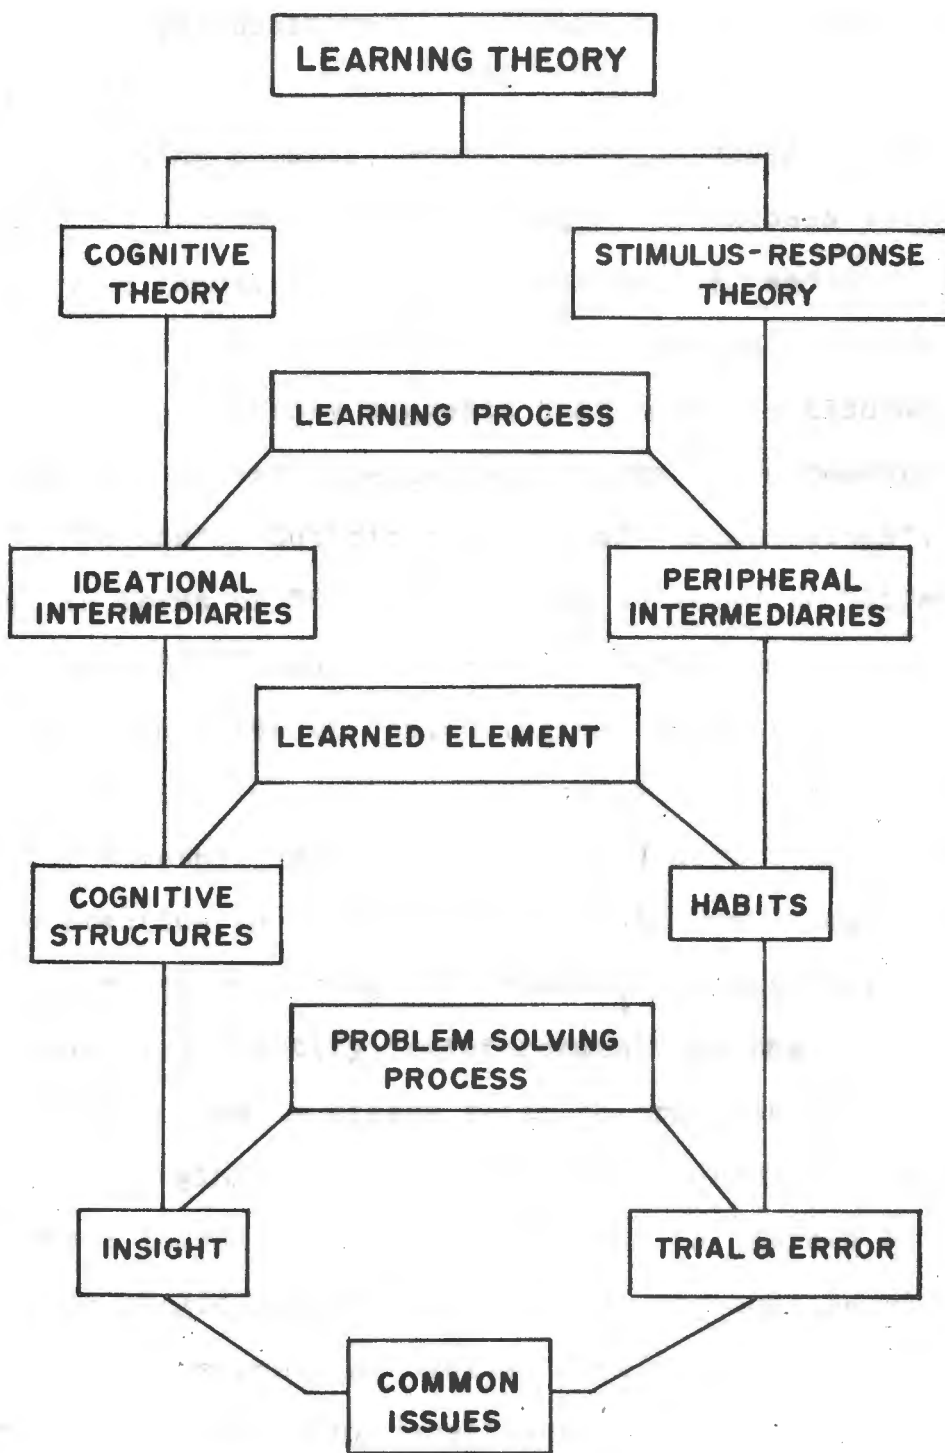 LEARNING THEORY
COGNITIVE
THEORY
STIMULUS-RESPONSE
THEORY
LEARNING PROCESS
IDEATIONAL
INTERMEDIARIES
PERIPHERAL
INTERMEDIARIES
LEARNED ELEMENT
COGNITIVE
STRUCTURES
HABITS
PROBLEM SOLVING
PROCESS
INSIGHT
TRIAL & ERROR
COMMON
ISSUES